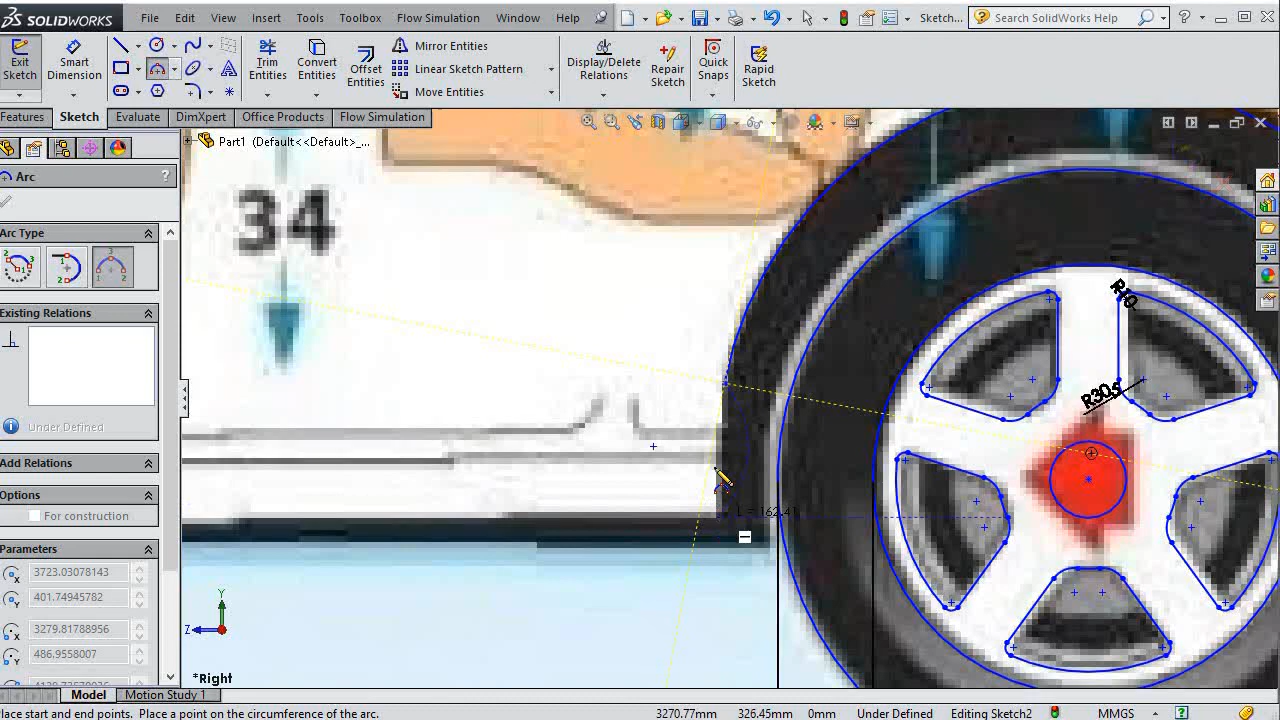 SOLIDWORKS
File Edit View Insert Tools Toolbox Flow Simulation Window Help
Sketch...
Search SolidWorks Help
Exit Sketch
Smart Dimension
Trim Entities
Convert Entities
Offset Entities
Mirror Entities
Linear Sketch Pattern
Move Entities
Display/Delete Relations
Repair Sketch
Quick Snaps
Rapid Sketch
Features Sketch Evaluate DimXpert Office Products Flow Simulation
Part1 (Default<<Default>_...
Arc ?
Arc Type
Existing Relations
Under Defined
Add Relations
Options
For construction
Parameters
3723.03078143
401.74945782
3279.81788956
486.9558007
34
R10
R30
L = 162.41
Y
Z
*Right
Model Motion Study 1
lace start and end points. Place a point on the circumference of the arc.
3270.77mm 326.45mm 0mm Under Defined Editing Sketch2 MMGS